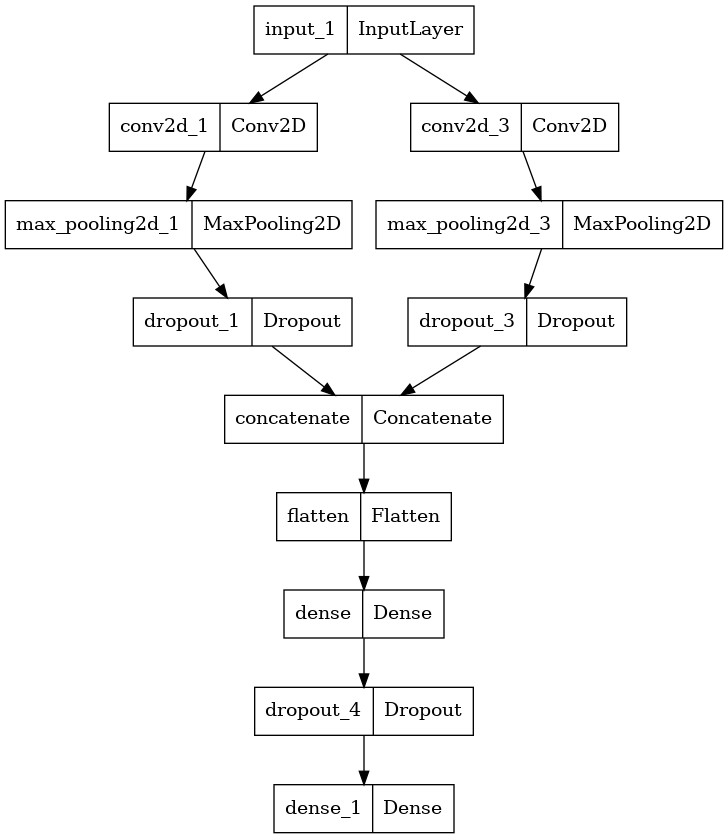 input_1 InputLayer
conv2d_1 Conv2D conv2d_3 Conv2D
max_pooling2d_1 MaxPooling2D max_pooling2d_3 MaxPooling2D
dropout_1 Dropout dropout_3 Dropout
concatenate Concatenate
flatten Flatten
dense Dense
dropout_4 Dropout
dense_1 Dense